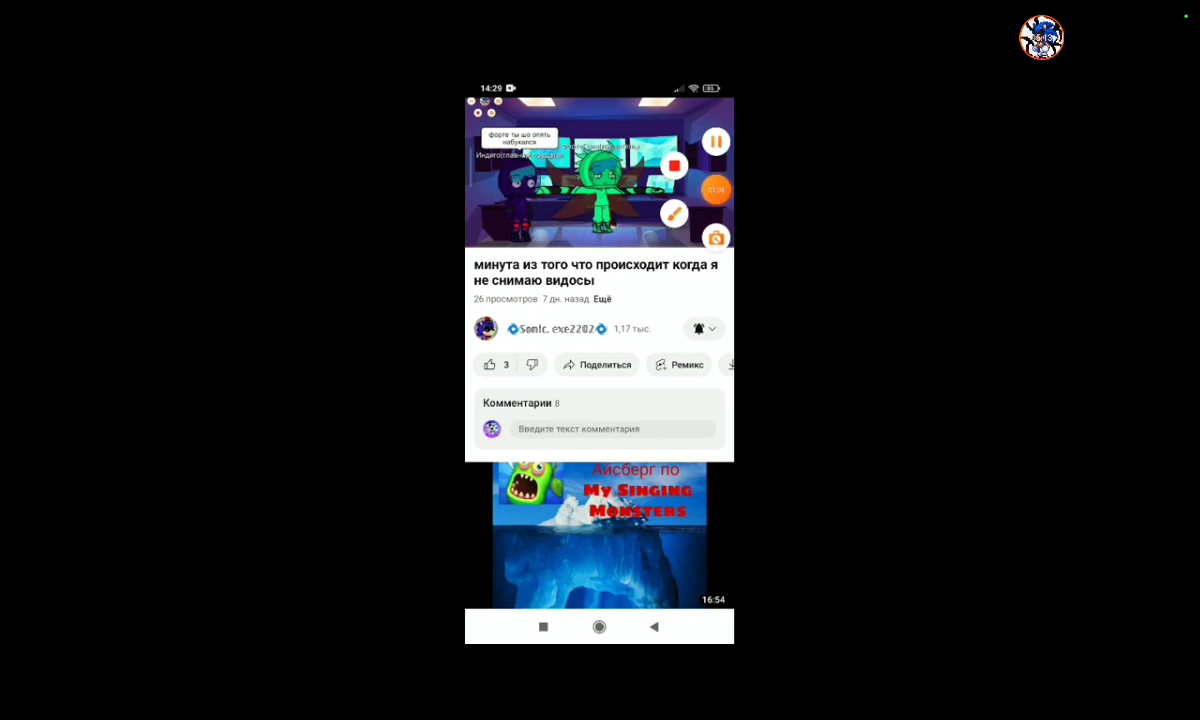 14:29
форте ты шо опять
набухался
минута из того что происходит когда я
не снимаю видосы
26 просмотров 7 дн. назад Ещё
Sonic. exe2202 1,17 тыс.
3 Поделиться Ремикс
Комментарии 8
Введите текст комментария
Айсберг по
My Singing
Monsters
16:54